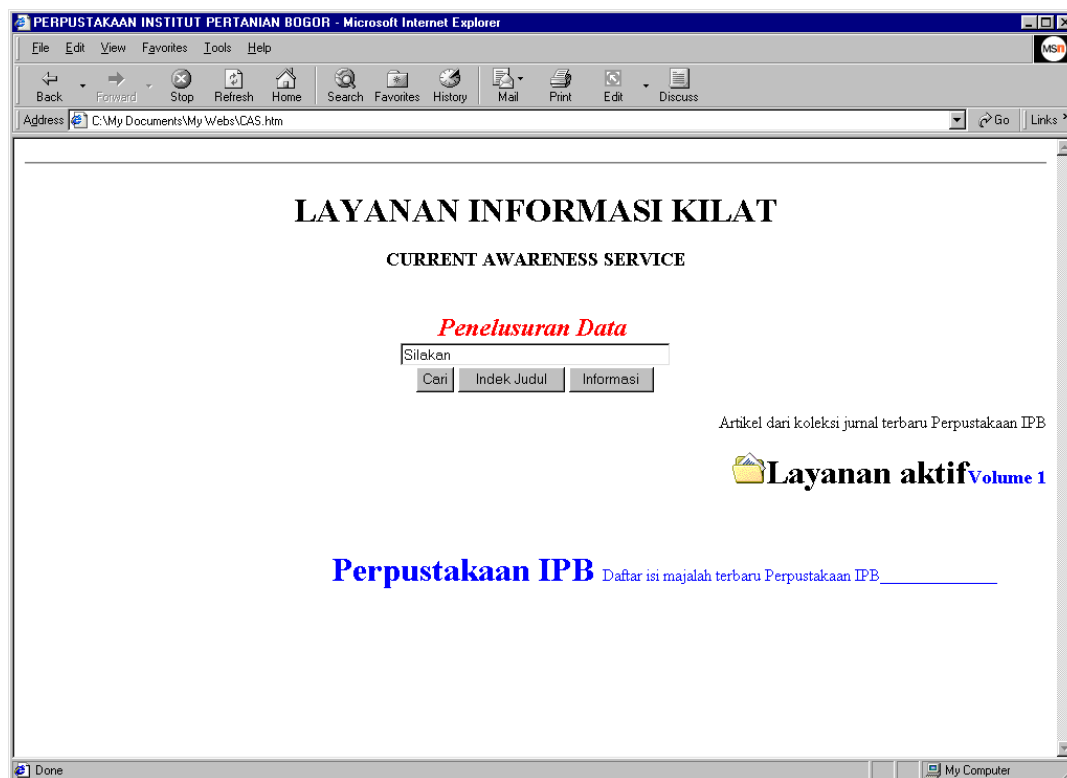 PERPUSTAKAAN INSTITUT PERTANIAN BOGOR - Microsoft Internet Explorer
File Edit View Favorites Tools Help
msn
Back Forward Stop Refresh Home Search Favorites History Mail Print Edit Discuss
Address C:\My Documents\My Webs\CAS.htm Go Links
LAYANAN INFORMASI KILAT
CURRENT AWARENESS SERVICE
Penelusuran Data
Silakan
Cari Indek Judul Informasi
Artikel dari koleksi jurnal terbaru Perpustakaan IPB
Layanan aktif Volume 1
Perpustakaan IPB Daftar isi majalah terbaru Perpustakaan IPB
Done My Computer